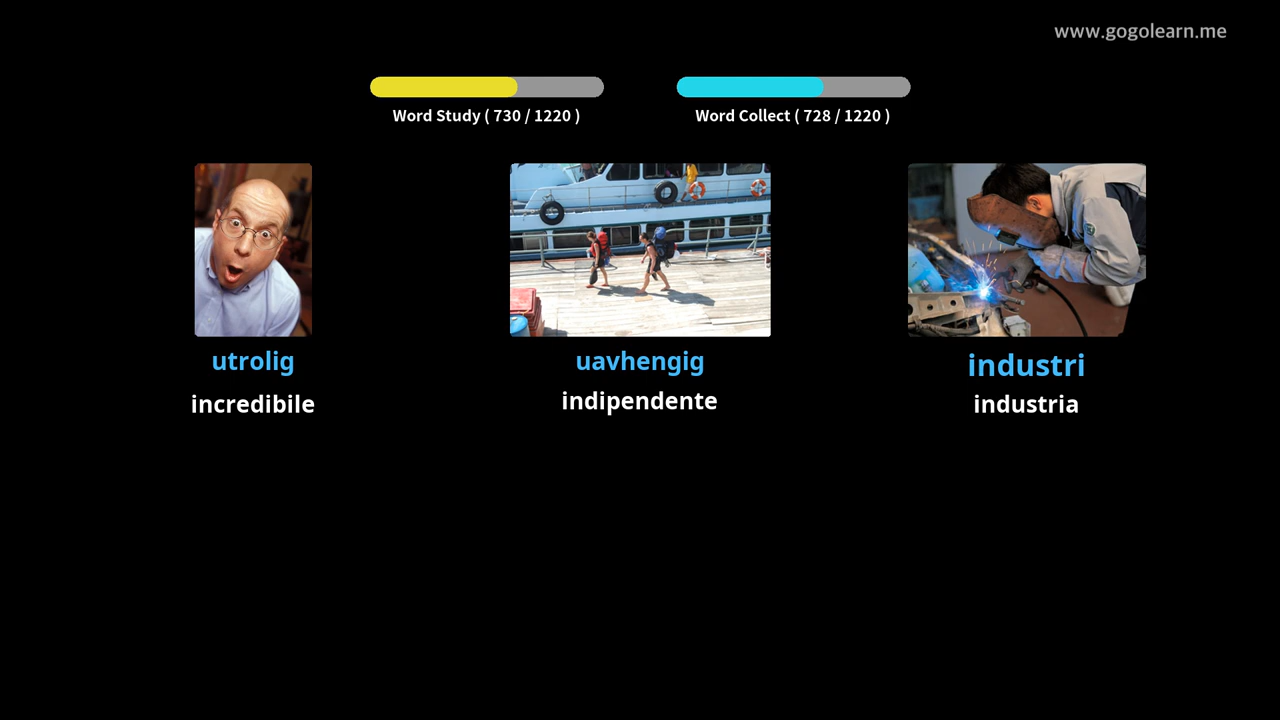 www.gogolearn.me
Word Study ( 730 / 1220 )
Word Collect ( 728 / 1220 )
utrolig
incredibile
uavhengig
indipendente
industri
industria